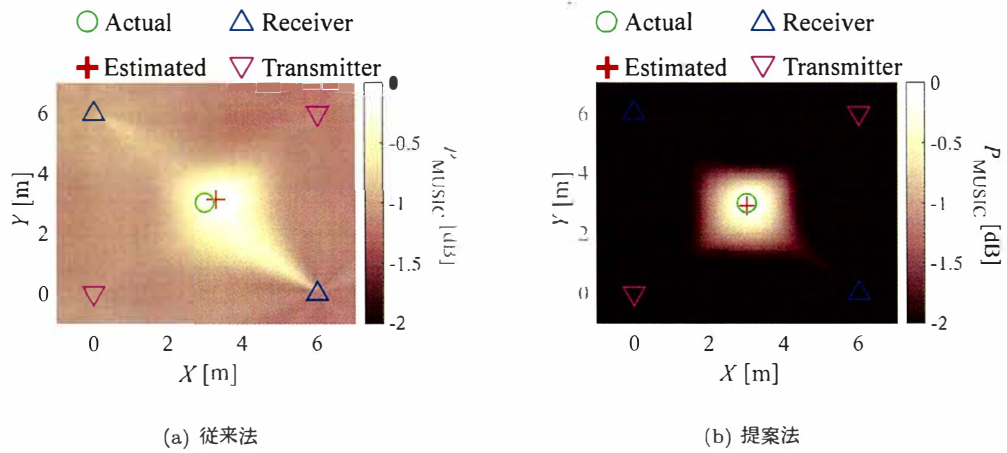 Actual Receiver
Estimated Transmitter
Y [m]
6
4
2
0
0 2 4 6
X [m]
0
-0.5
-1
-1.5
-2
P MUSIC [dB]
(a) 従来法
Actual Receiver
Estimated Transmitter
Y [m]
6
4
2
0
0 2 4 6
X [m]
0
-0.5
-1
-1.5
-2
P MUSIC [dB]
(b) 提案法